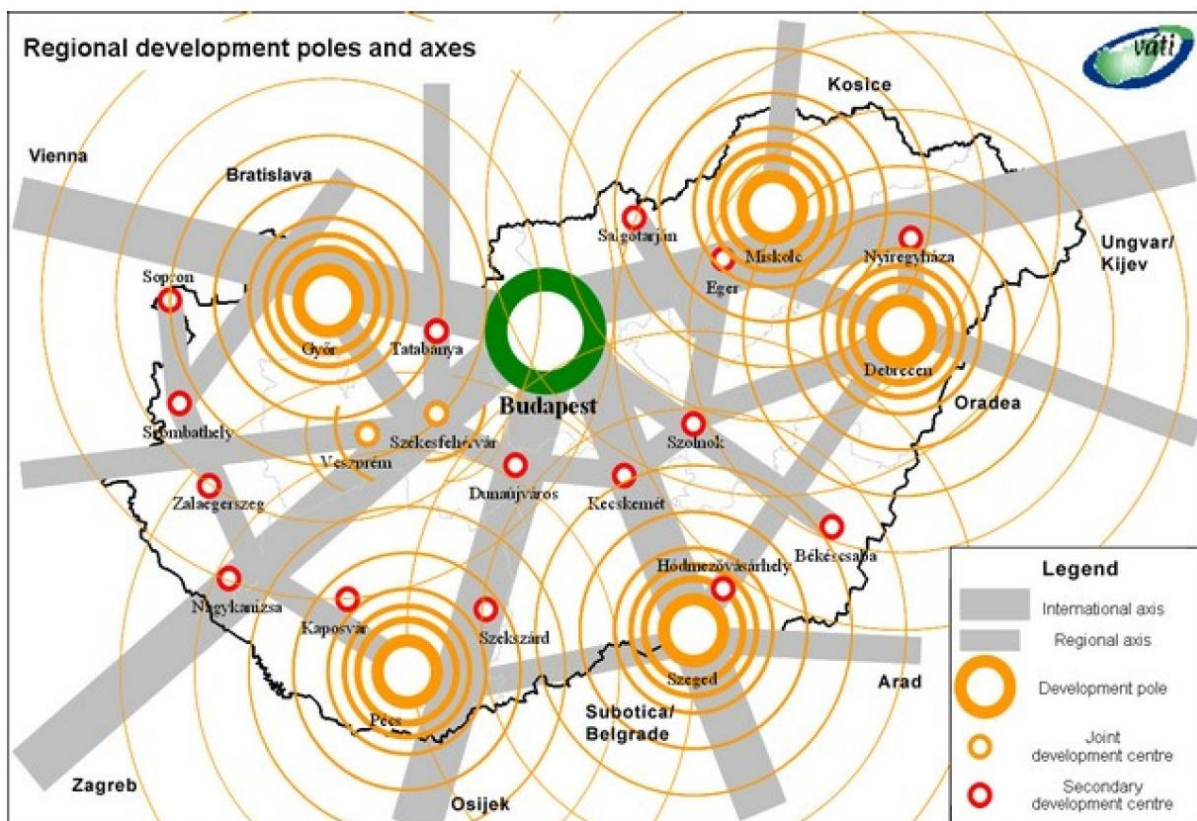 Regional development poles and axes
váti
Kosice
Vienna
Bratislava
Salgótarján
Miskolc
Nyíregyháza
Ungvar/
Kijev
Sopron
Eger
Győr
Tatabánya
Debrecen
Budapest
Oradea
Szombathely
Székesfehérvár
Szolnok
Veszprém
Zalaegerszeg
Dunaújváros
Kecskemét
Békéscsaba
Hódmezővásárhely
Nagykanizsa
Kaposvár
Szekszárd
Szeged
Arad
Pécs
Subotica/
Belgrade
Zagreb
Osijek
Legend
International axis
Regional axis
Development pole
Joint
development centre
Secondary
development centre